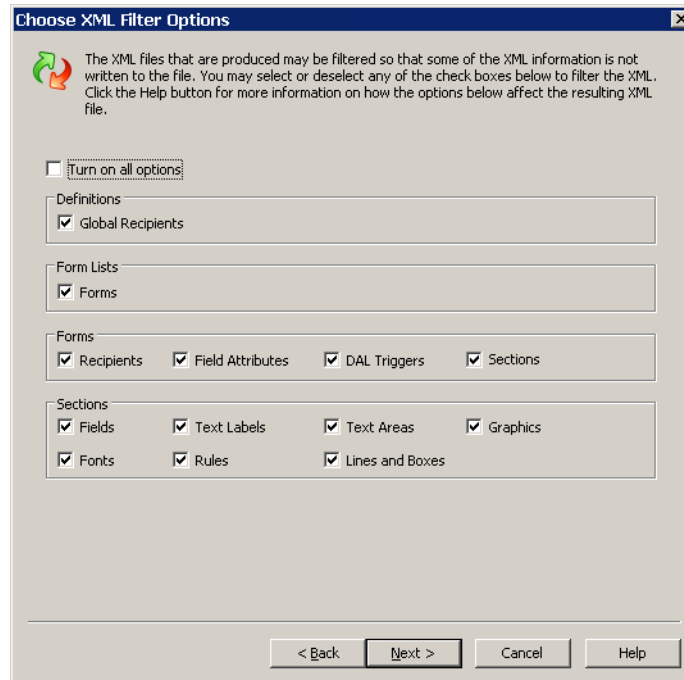 Choose XML Filter Options
The XML files that are produced may be filtered so that some of the XML information is not
written to the file. You may select or deselect any of the check boxes below to filter the XML.
Click the Help button for more information on how the options below affect the resulting XML
file.
Turn on all options
Definitions
Global Recipients
Form Lists
Forms
Forms
Recipients Field Attributes DAL Triggers Sections
Sections
Fields Text Labels Text Areas Graphics
Fonts Rules Lines and Boxes
< Back Next > Cancel Help